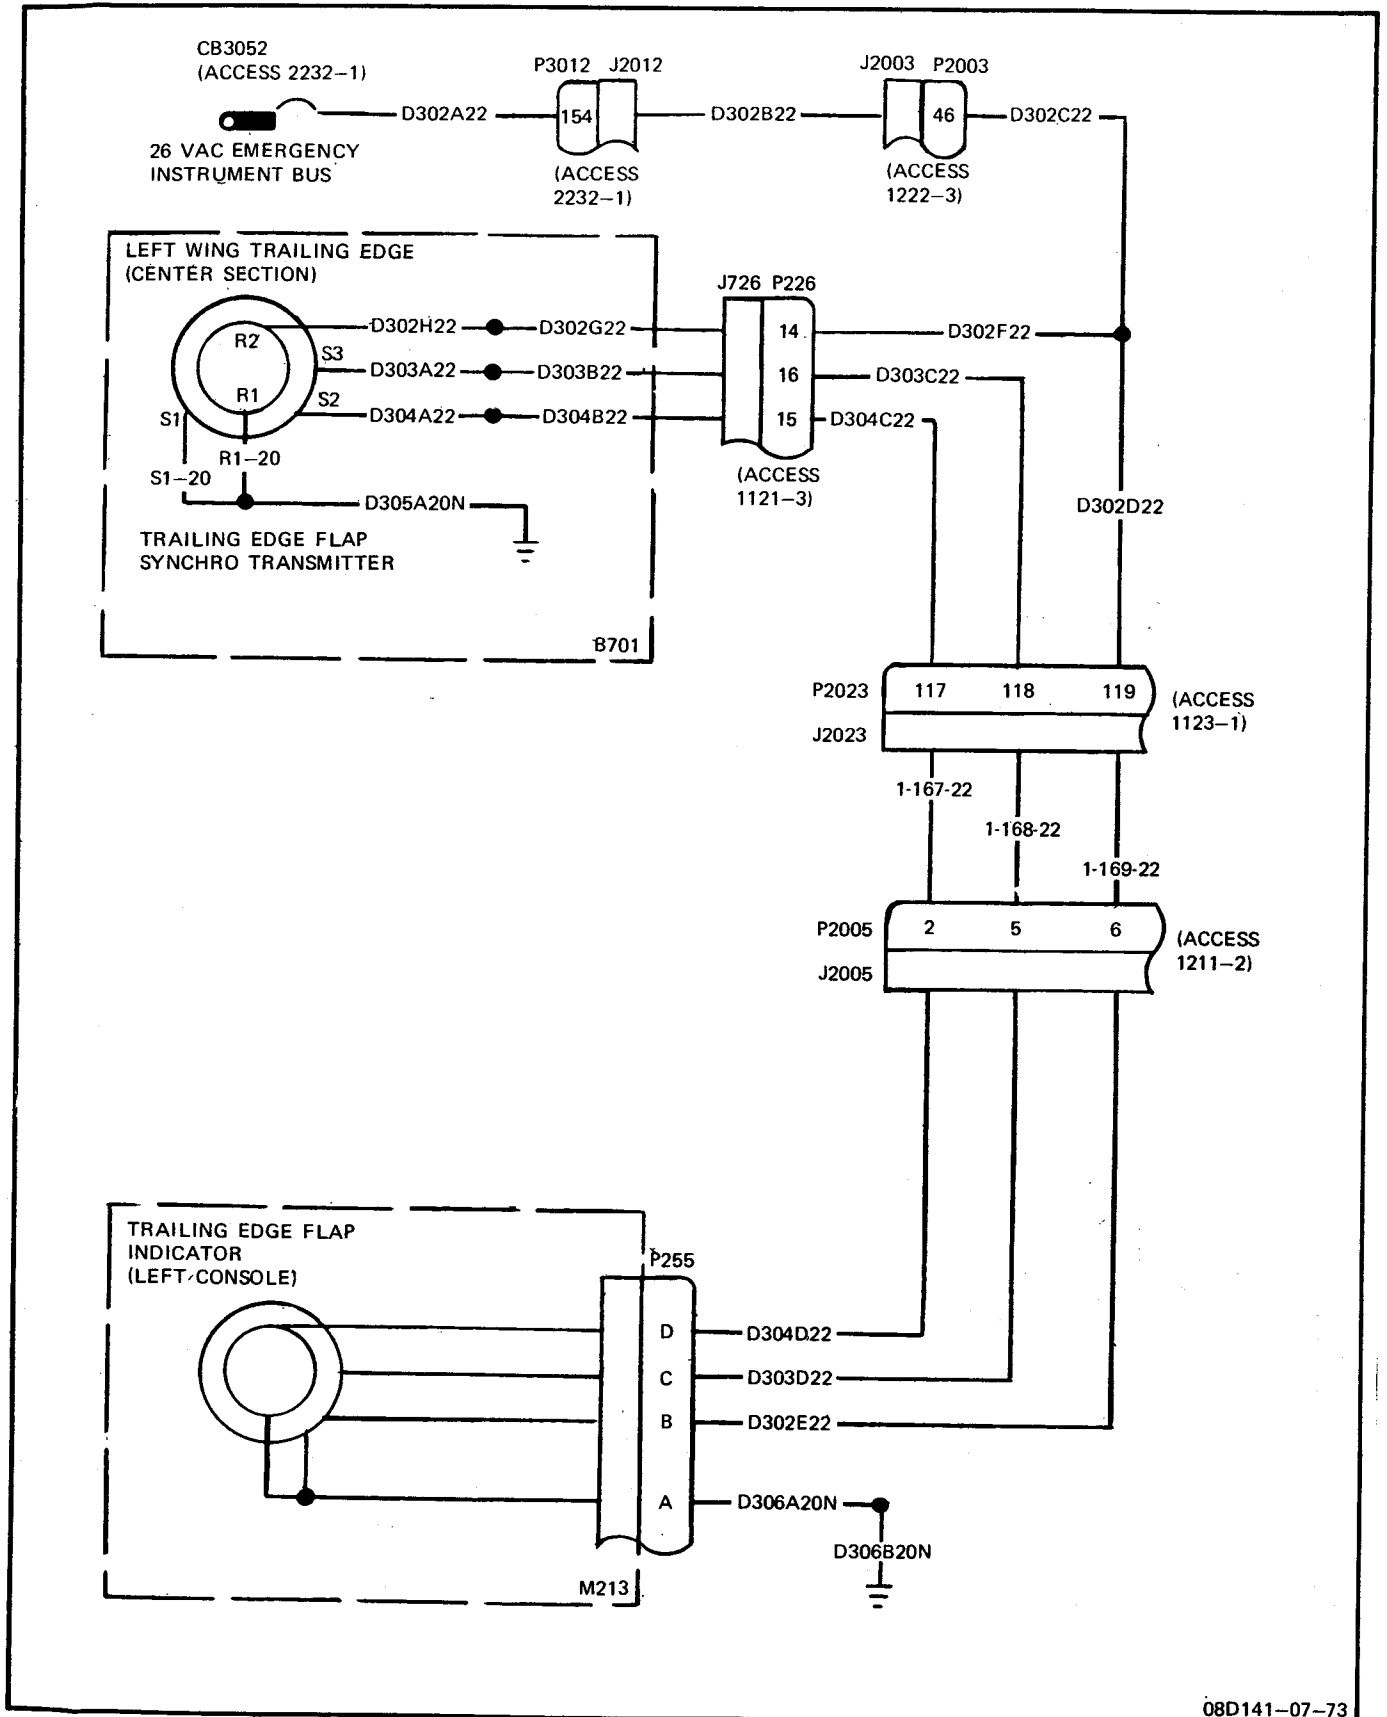 CB3052
(ACCESS 2232-1)
P3012 J2012
J2003 P2003
D302A22
154
D302B22
46
D302C22
26 VAC EMERGENCY
INSTRUMENT BUS
(ACCESS
2232-1)
(ACCESS
1222-3)
LEFT WING TRAILING EDGE
(CENTER SECTION)
J726 P226
R2
D302H22
D302G22
14
D302F22
S3
D303A22
D303B22
16
D303C22
R1
S2
S1
D304A22
D304B22
15
D304C22
R1-20
S1-20
(ACCESS
1121-3)
D305A20N
D302D22
TRAILING EDGE FLAP
SYNCHRO TRANSMITTER
B701
P2023
117
118
119
(ACCESS
1123-1)
J2023
1-167-22
1-168-22
1-169-22
P2005
2
5
6
(ACCESS
1211-2)
J2005
TRAILING EDGE FLAP
INDICATOR
(LEFT CONSOLE)
P255
D
D304D22
C
D303D22
B
D302E22
A
D306A20N
D306B20N
M213
08D141-07-73